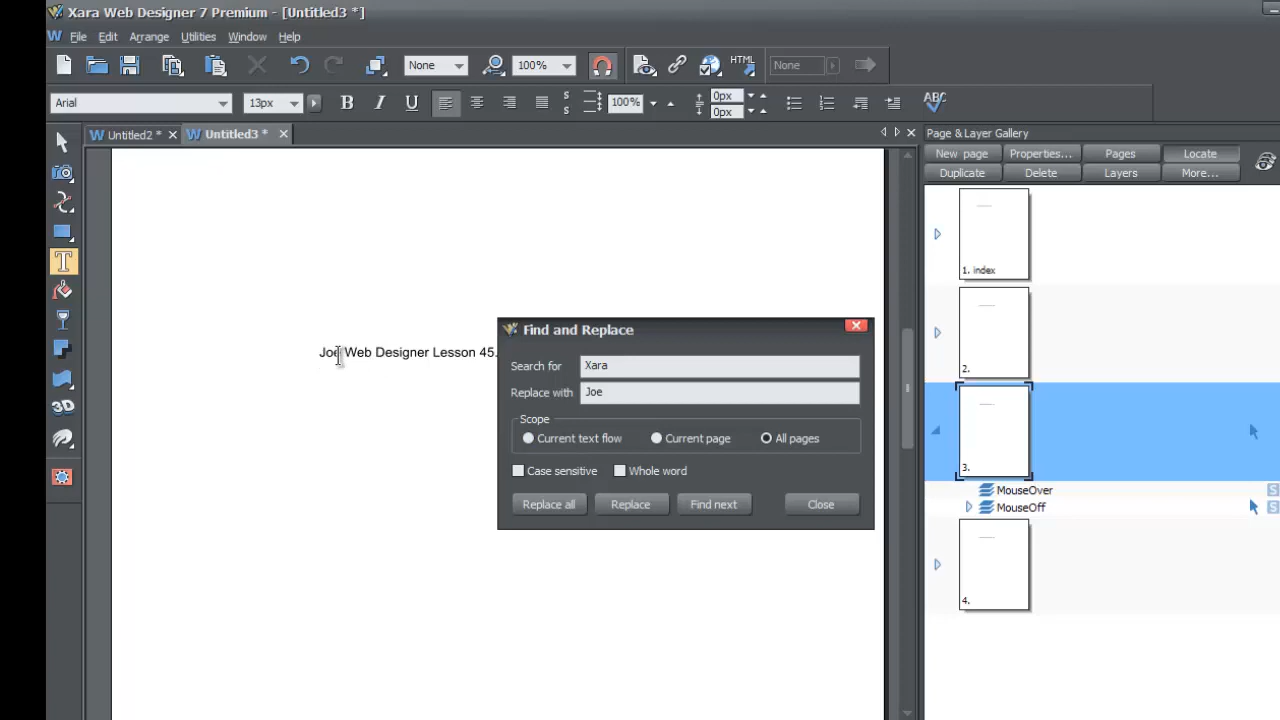 Xara Web Designer 7 Premium - [Untitled3 *]
W File Edit Arrange Utilities Window Help
None 100% HTML None
Arial 13px B I U S S 100% 0px ABC
0px
W Untitled2 * W Untitled3 * Page & Layer Gallery
New page Properties... Pages Locate
Duplicate Delete Layers More...
1. index
2.
3.
MouseOver S
MouseOff S
4.
T
3D
Joe Web Designer Lesson 45.
Find and Replace
Search for Xara
Replace with Joe
Scope
Current text flow Current page All pages
Case sensitive Whole word
Replace all Replace Find next Close